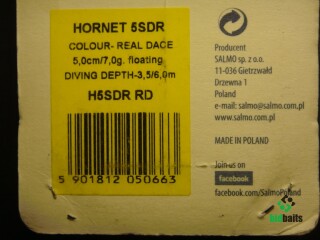 HORNET 5SDR
COLOUR- REAL DACE
5,0cm/7,0g. floating
DIVING DEPTH-3,5/6,0m
H5SDR RD
5 901812 050663
Producent
SALMO sp. z o.o.
11-036 Gietrzwałd
Drzewna 1
Poland
e-mail: salmo@salmo.com.pl
www.salmo.com.pl
MADE IN POLAND
Join us on
facebook
facebook.com/SalmoPoland